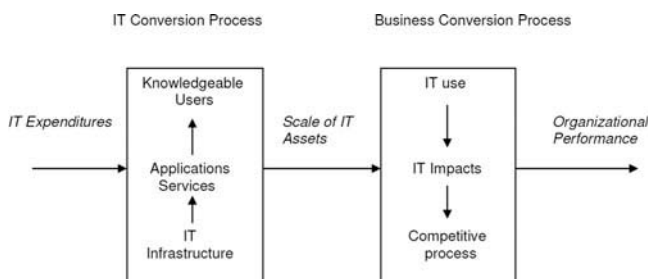 IT Conversion Process
Business Conversion Process
IT Expenditures
Knowledgeable
Users
Applications
Services
IT
Infrastructure
Scale of IT
Assets
IT use
IT Impacts
Competitive
process
Organizational
Performance